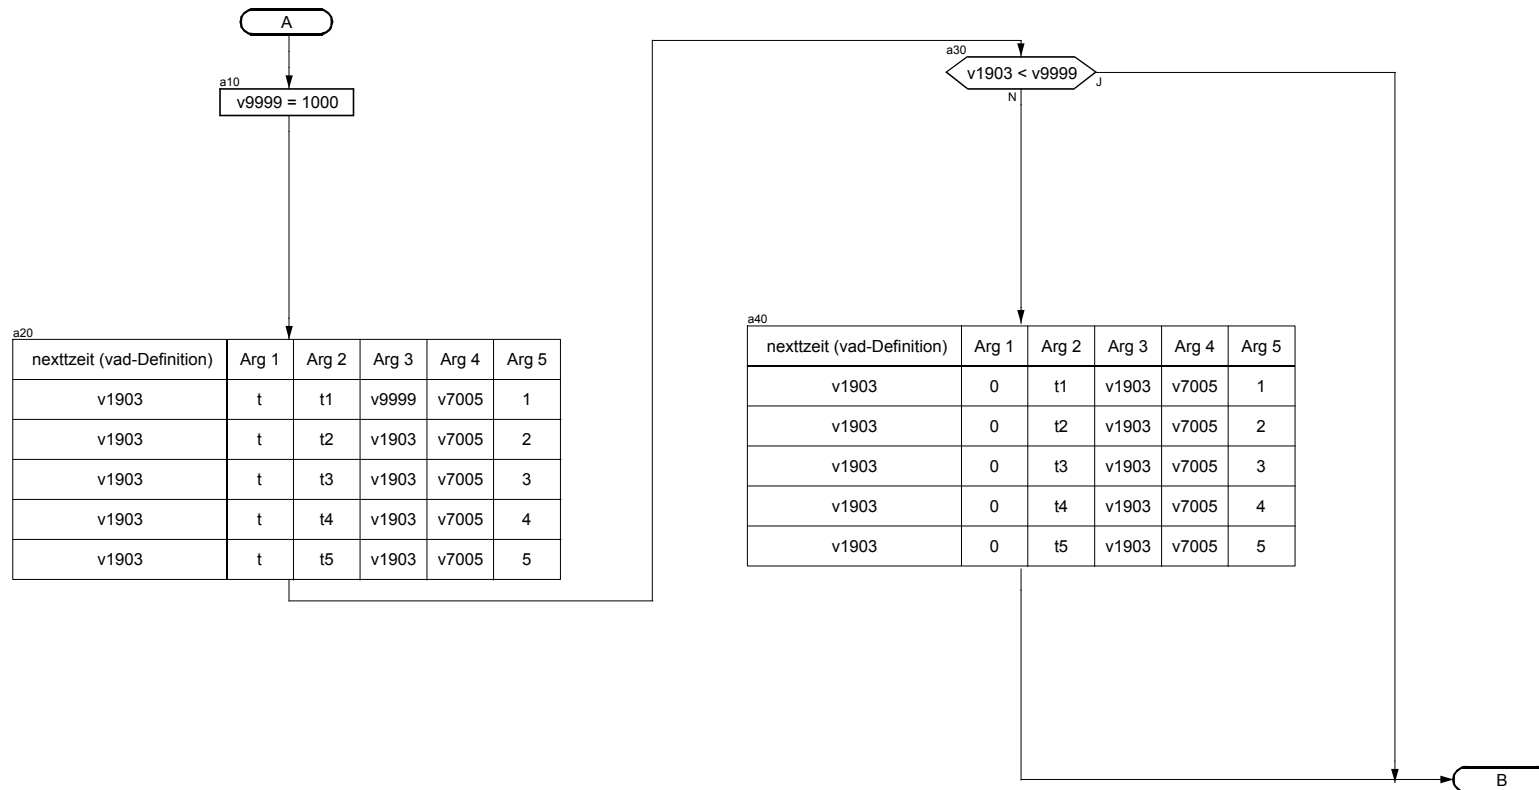 A
a10
v9999 = 1000
a20
nexttzeit (vad-Definition) Arg 1 Arg 2 Arg 3 Arg 4 Arg 5
v1903 t t1 v9999 v7005 1
v1903 t t2 v1903 v7005 2
v1903 t t3 v1903 v7005 3
v1903 t t4 v1903 v7005 4
v1903 t t5 v1903 v7005 5
a30
v1903 < v9999
J
N
a40
nexttzeit (vad-Definition) Arg 1 Arg 2 Arg 3 Arg 4 Arg 5
v1903 0 t1 v1903 v7005 1
v1903 0 t2 v1903 v7005 2
v1903 0 t3 v1903 v7005 3
v1903 0 t4 v1903 v7005 4
v1903 0 t5 v1903 v7005 5
B